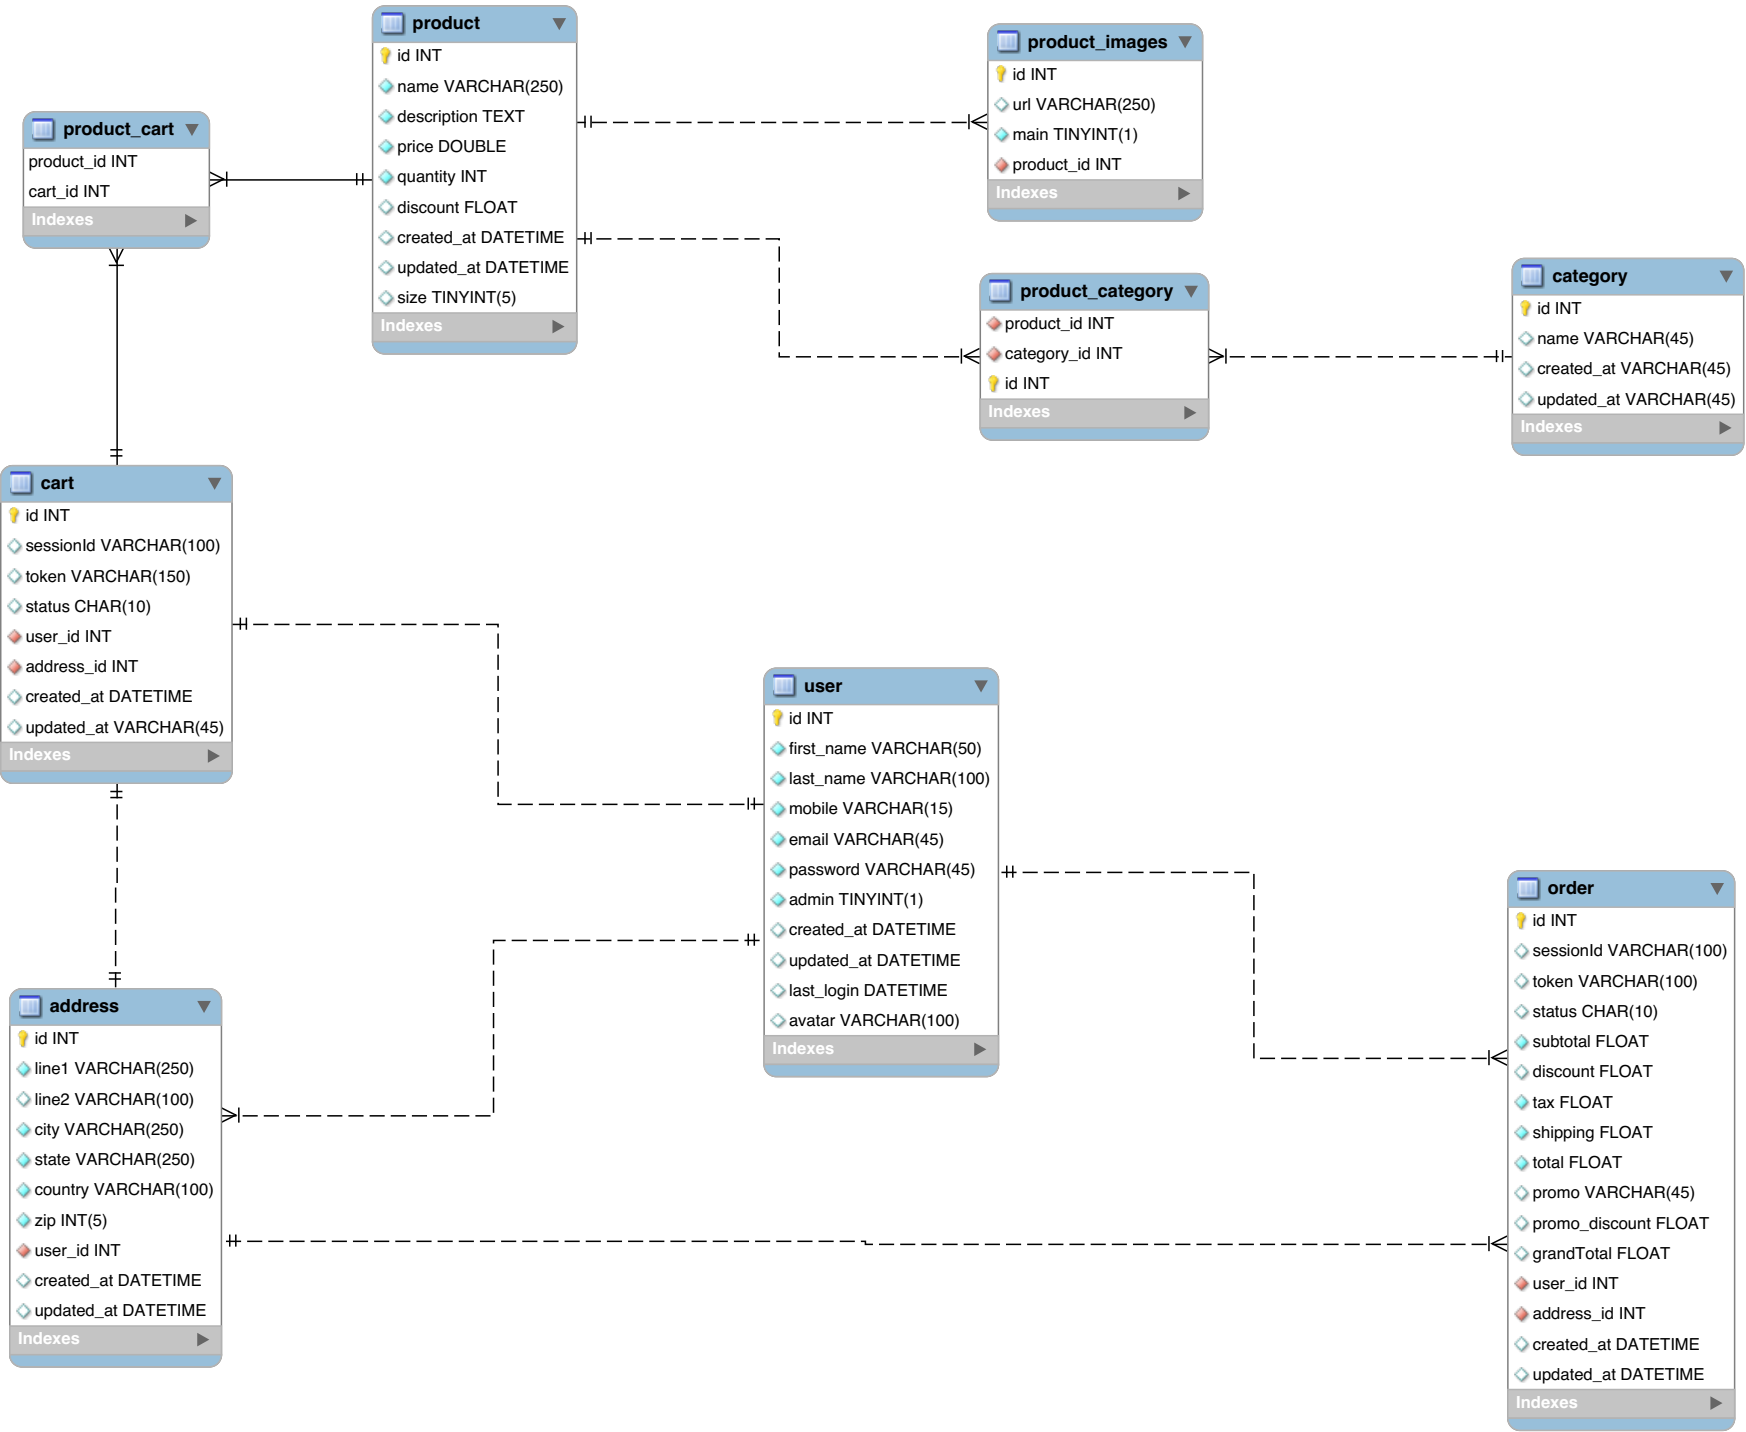 product
id INT
name VARCHAR(250)
description TEXT
price DOUBLE
quantity INT
discount FLOAT
created_at DATETIME
updated_at DATETIME
size TINYINT(5)
Indexes
product_images
id INT
url VARCHAR(250)
main TINYINT(1)
product_id INT
Indexes
product_cart
product_id INT
cart_id INT
Indexes
product_category
product_id INT
category_id INT
id INT
Indexes
category
id INT
name VARCHAR(45)
created_at VARCHAR(45)
updated_at VARCHAR(45)
Indexes
cart
id INT
sessionId VARCHAR(100)
token VARCHAR(150)
status CHAR(10)
user_id INT
address_id INT
created_at DATETIME
updated_at VARCHAR(45)
Indexes
user
id INT
first_name VARCHAR(50)
last_name VARCHAR(100)
mobile VARCHAR(15)
email VARCHAR(45)
password VARCHAR(45)
admin TINYINT(1)
created_at DATETIME
updated_at DATETIME
last_login DATETIME
avatar VARCHAR(100)
Indexes
order
id INT
sessionId VARCHAR(100)
token VARCHAR(100)
status CHAR(10)
subtotal FLOAT
discount FLOAT
tax FLOAT
shipping FLOAT
total FLOAT
promo VARCHAR(45)
promo_discount FLOAT
grandTotal FLOAT
user_id INT
address_id INT
created_at DATETIME
updated_at DATETIME
Indexes
address
id INT
line1 VARCHAR(250)
line2 VARCHAR(100)
city VARCHAR(250)
state VARCHAR(250)
country VARCHAR(100)
zip INT(5)
user_id INT
created_at DATETIME
updated_at DATETIME
Indexes